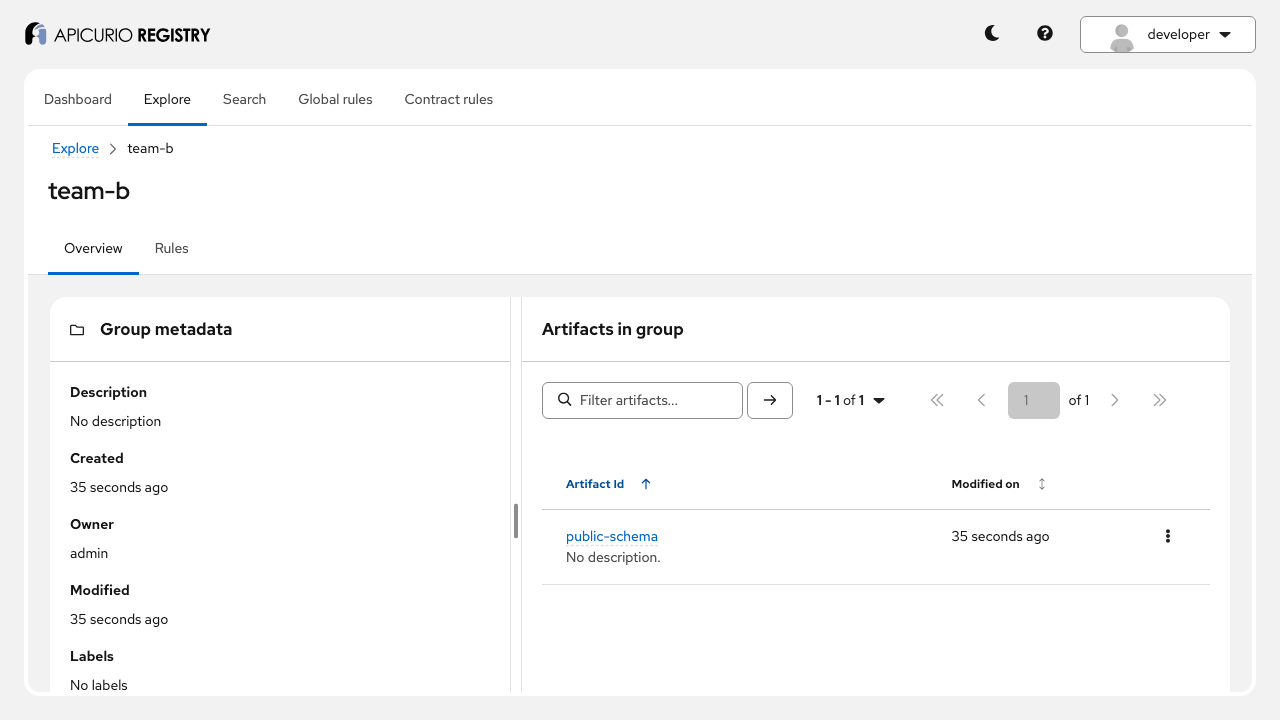 APICURIO REGISTRY
developer
Dashboard
Explore
Search
Global rules
Contract rules
Explore
team-b
team-b
Overview
Rules
Group metadata
Description
No description
Created
35 seconds ago
Owner
admin
Modified
35 seconds ago
Labels
No labels
Artifacts in group
Filter artifacts...
1 - 1 of 1
1
of 1
Artifact Id
Modified on
public-schema
35 seconds ago
No description.